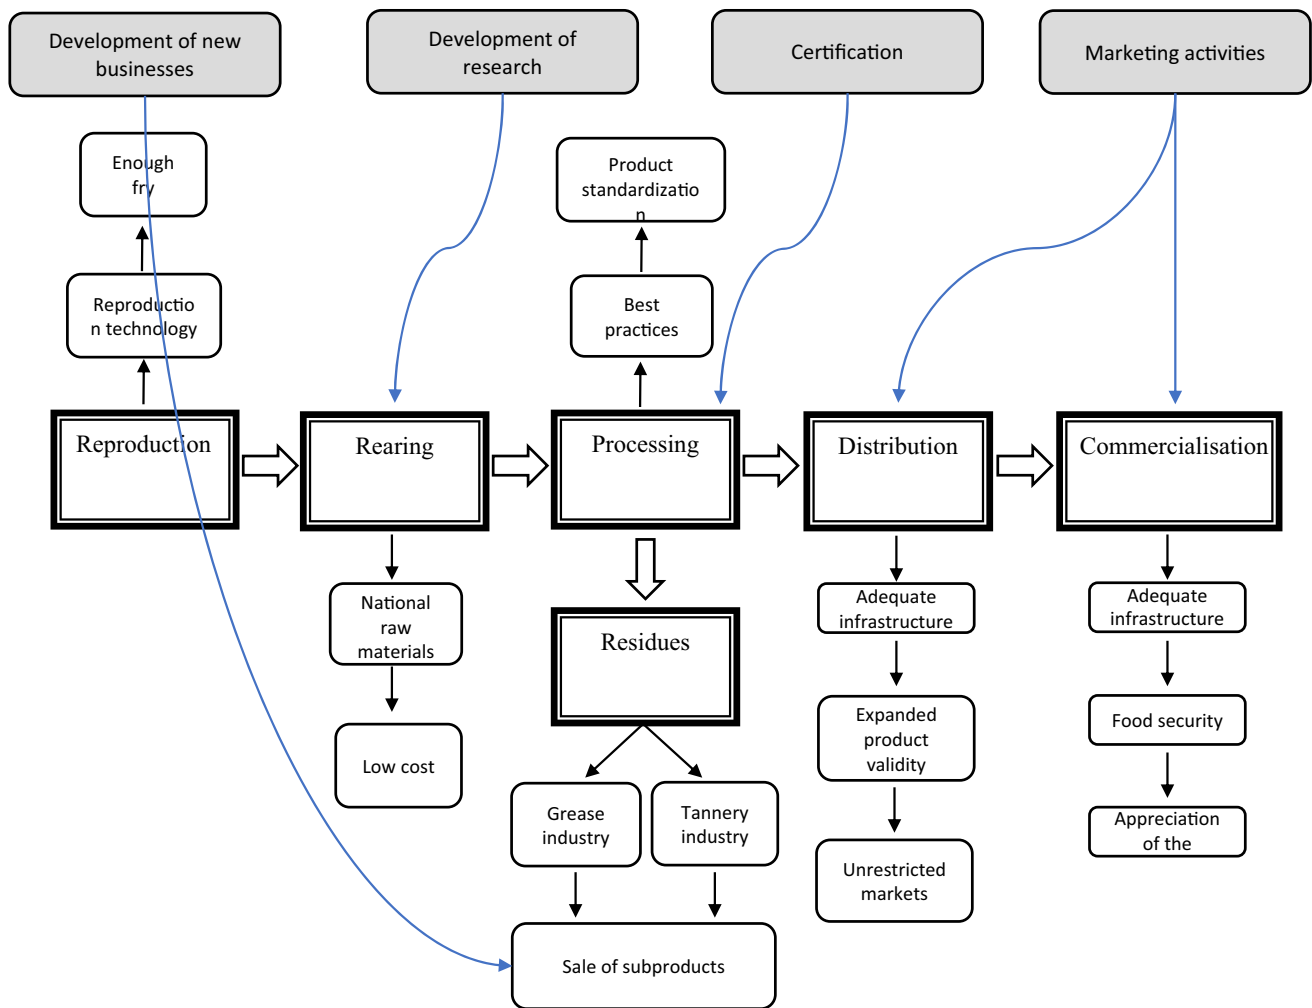 Development of new
businesses
Development of
research
Certification
Marketing activities
Enough
fry
Product
standardizatio
n
Reproductio
n technology
Best
practices
Reproduction
Rearing
Processing
Distribution
Commercialisation
National
raw
materials
Residues
Adequate
infrastructure
Adequate
infrastructure
Low cost
Expanded
product
validity
Food security
Grease
industry
Tannery
industry
Appreciation
of the
Unrestricted
markets
Sale of subproducts